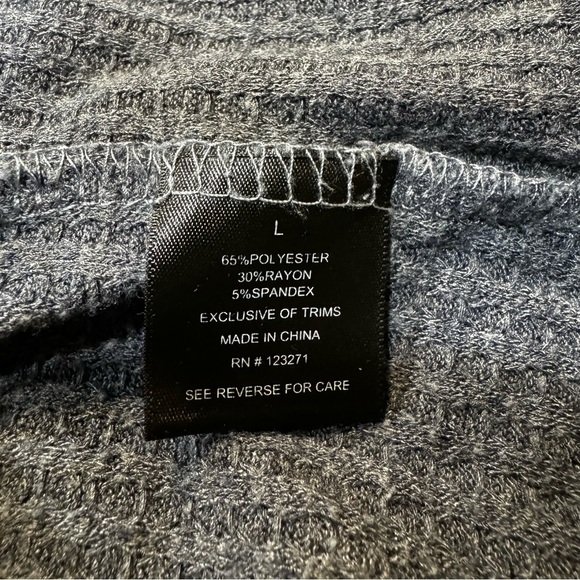 L
65%POLYESTER
30%RAYON
5%SPANDEX
EXCLUSIVE OF TRIMS
MADE IN CHINA
RN # 123271
SEE REVERSE FOR CARE